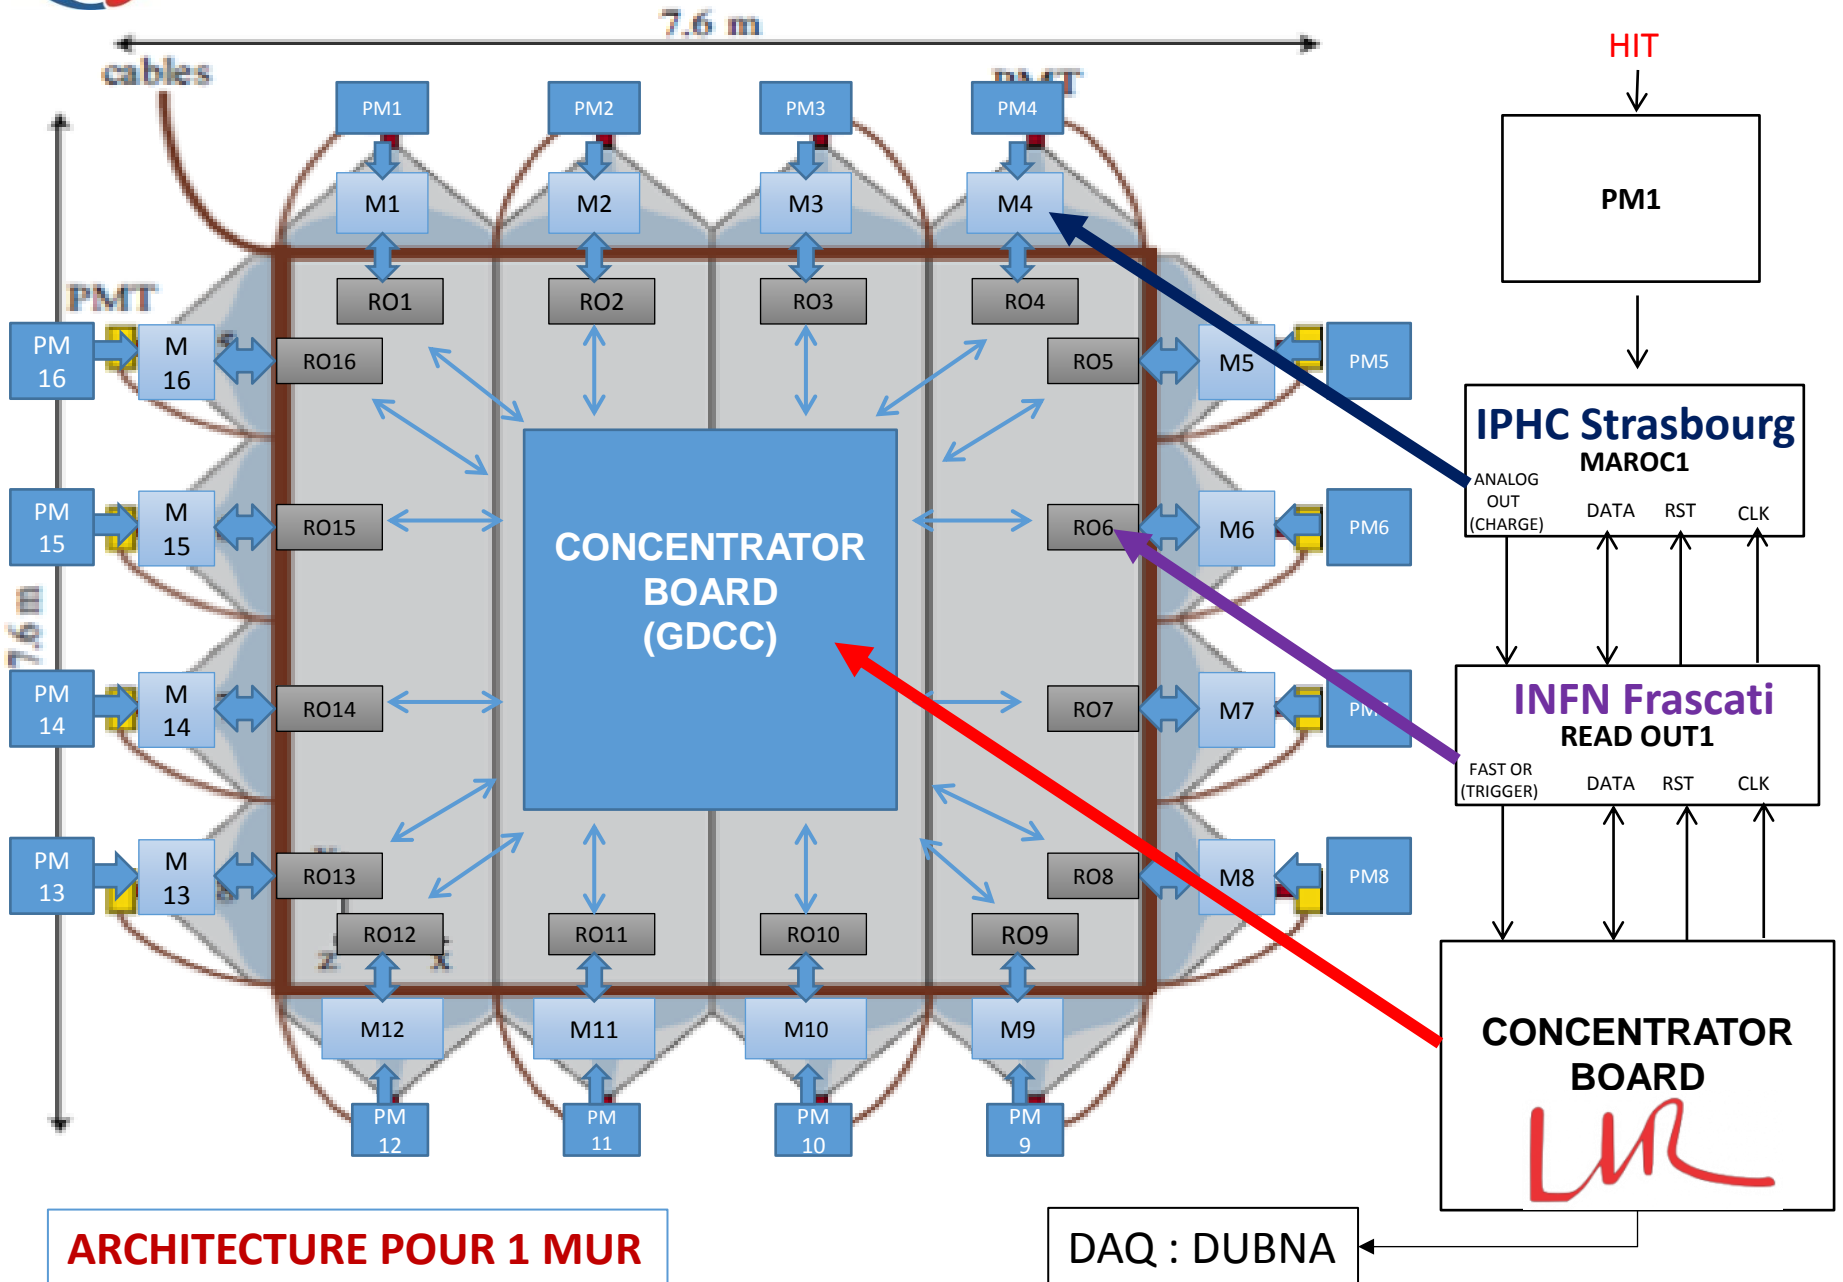 7.6 m
cables
PMT
HIT
PM1
PM2
PM3
PM4
M1
M2
M3
M4
PM1
RO1
RO2
RO3
RO4
PMT
PM
16
M
16
RO16
RO5
M5
PM5
IPHC Strasbourg
MAROC1
ANALOG
OUT
(CHARGE)
DATA
RST
CLK
PM
15
M
15
RO15
RO6
M6
PM6
CONCENTRATOR
BOARD
(GDCC)
7.6 m
PM
14
M
14
RO14
RO7
M7
INFN Frascati
READ OUT1
FAST OR
(TRIGGER)
DATA
RST
CLK
PM
13
M
13
RO13
RO8
M8
PM8
RO12
RO11
RO10
RO9
z
x
M12
M11
M10
M9
CONCENTRATOR
BOARD
LLR
PM
12
PM
11
PM
10
PM
9
ARCHITECTURE POUR 1 MUR
DAQ : DUBNA